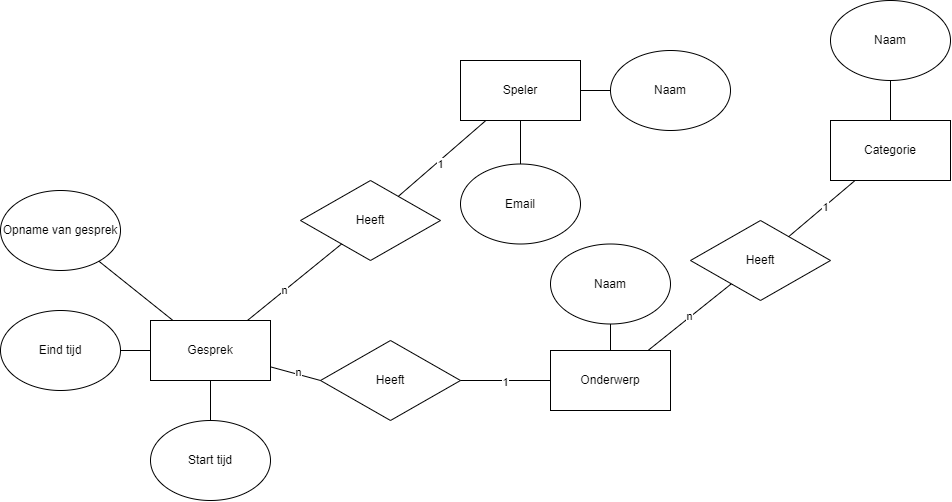 Naam
Speler
Naam
Categorie
1
Email
1
Heeft
Opname van gesprek
Heeft
n
Naam
n
Eind tijd
Gesprek
n
Heeft
1
Onderwerp
Start tijd